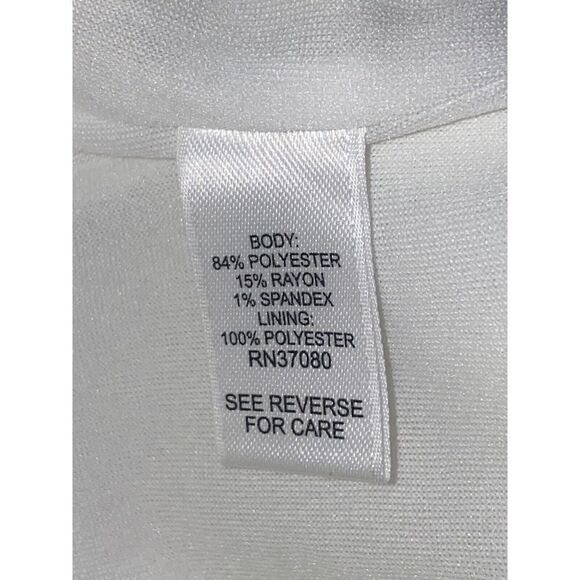 BODY:
84% POLYESTER
15% RAYON
1% SPANDEX
LINING:
100% POLYESTER
RN37080
SEE REVERSE
FOR CARE